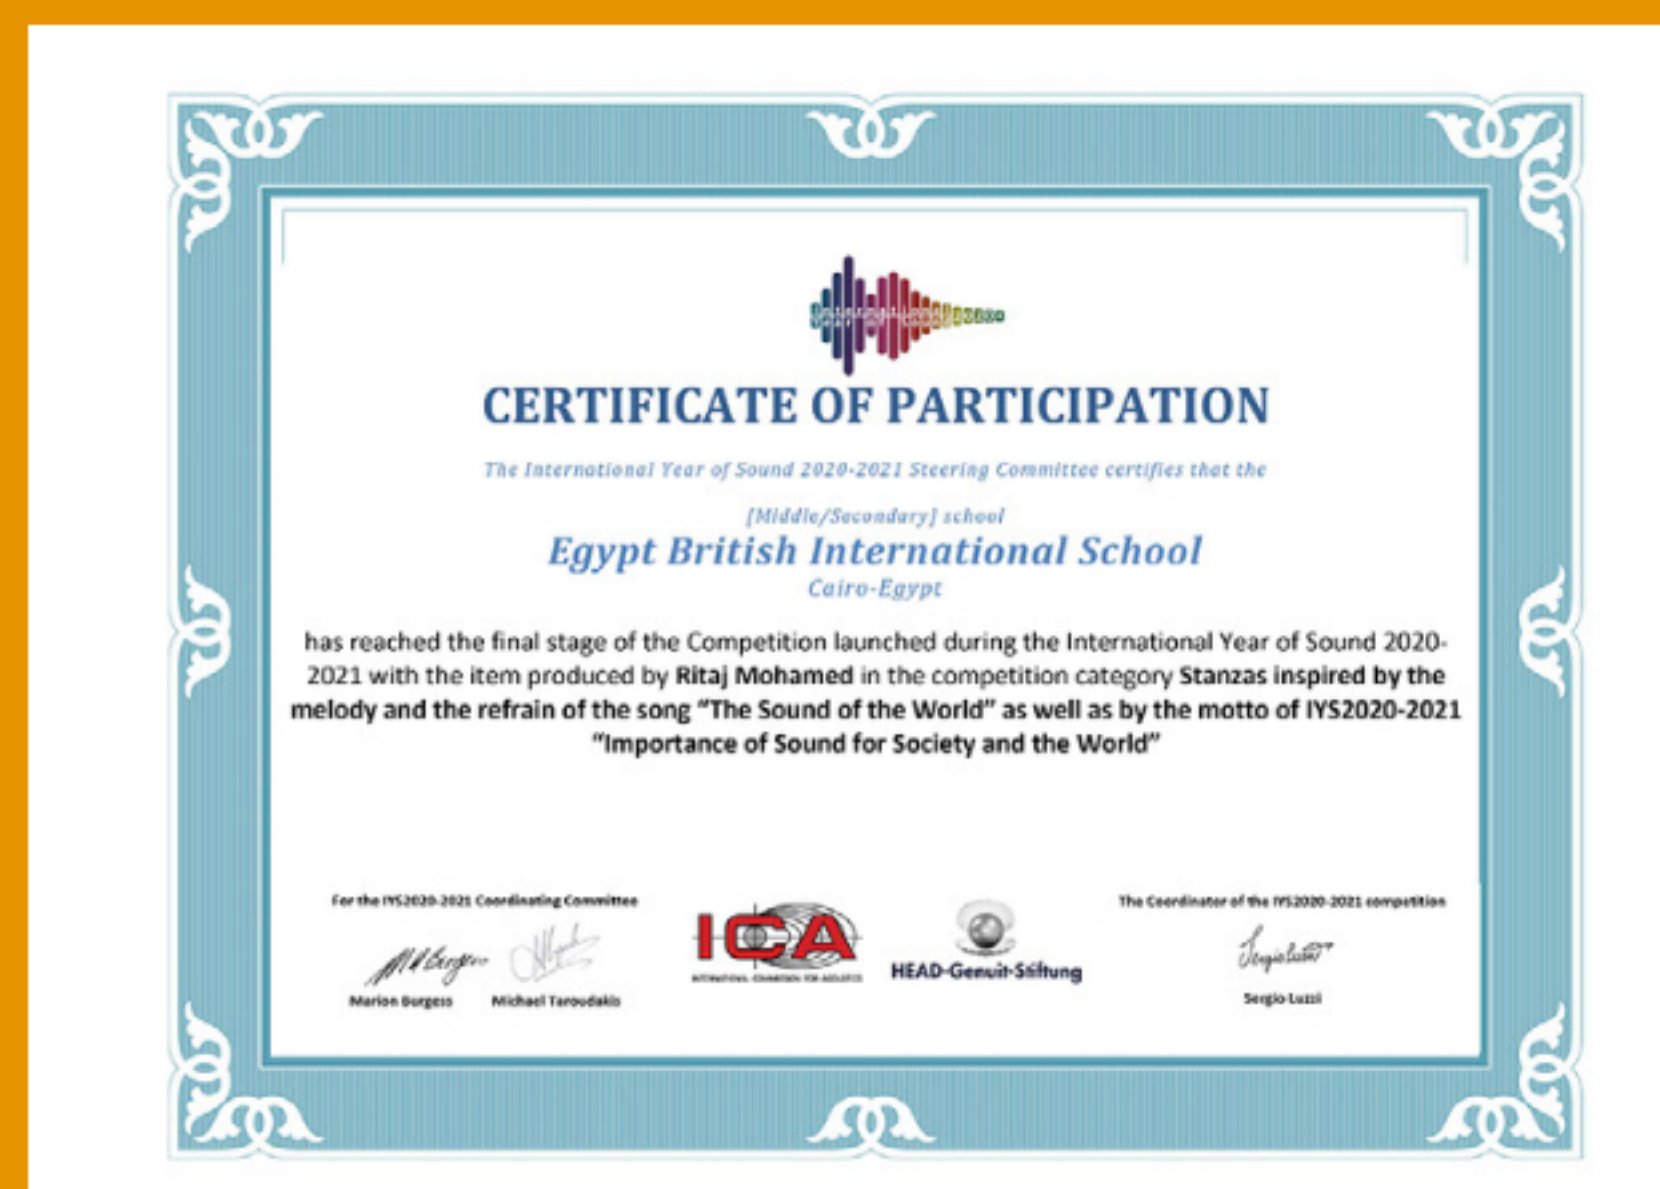 CERTIFICATE OF PARTICIPATION
The International Year of Sound 2020-2021 Steering Committee certifies that the
[Middle/Secondary] school
Egypt British International School
Cairo-Egypt
has reached the final stage of the Competition launched during the International Year of Sound 2020-
2021 with the item produced by Ritaj Mohamed in the competition category Stanzas inspired by the
melody and the refrain of the song “The Sound of the World” as well as by the motto of IYS2020-2021
“Importance of Sound for Society and the World”
For the IYS2020-2021 Coordinating Committee
The Coordinator of the IYS2020-2021 competition
ICA
INTERNATIONAL COMMISSION FOR ACOUSTICS
HEAD-Genuit-Stiftung
Marion Burgess
Michael Taroudakis
Sergio Luzzi